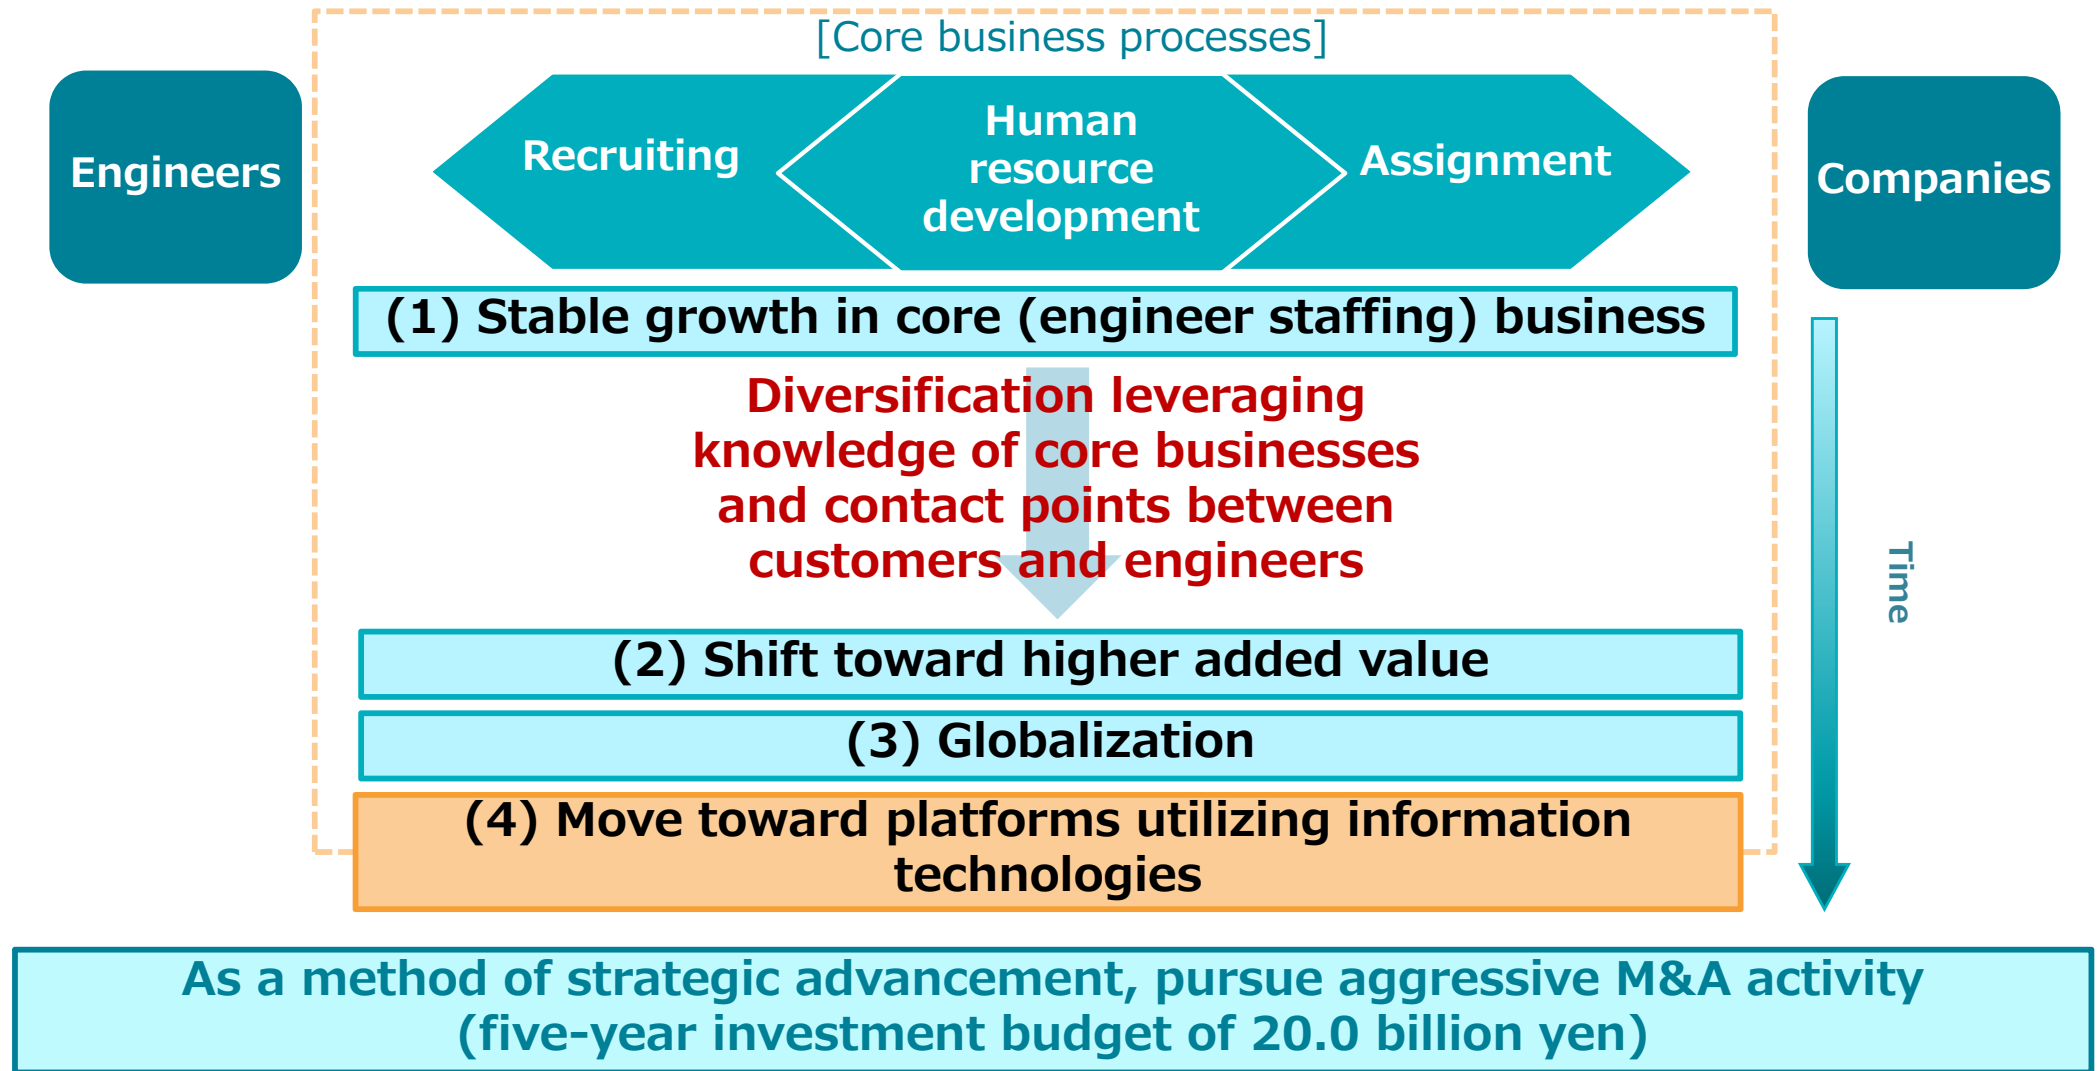 [Core business processes]
Engineers
Recruiting
Human
resource
development
Assignment
Companies
(1) Stable growth in core (engineer staffing) business
Diversification leveraging
knowledge of core businesses
and contact points between
customers and engineers
Time
(2) Shift toward higher added value
(3) Globalization
(4) Move toward platforms utilizing information
technologies
As a method of strategic advancement, pursue aggressive M&A activity
(five-year investment budget of 20.0 billion yen)